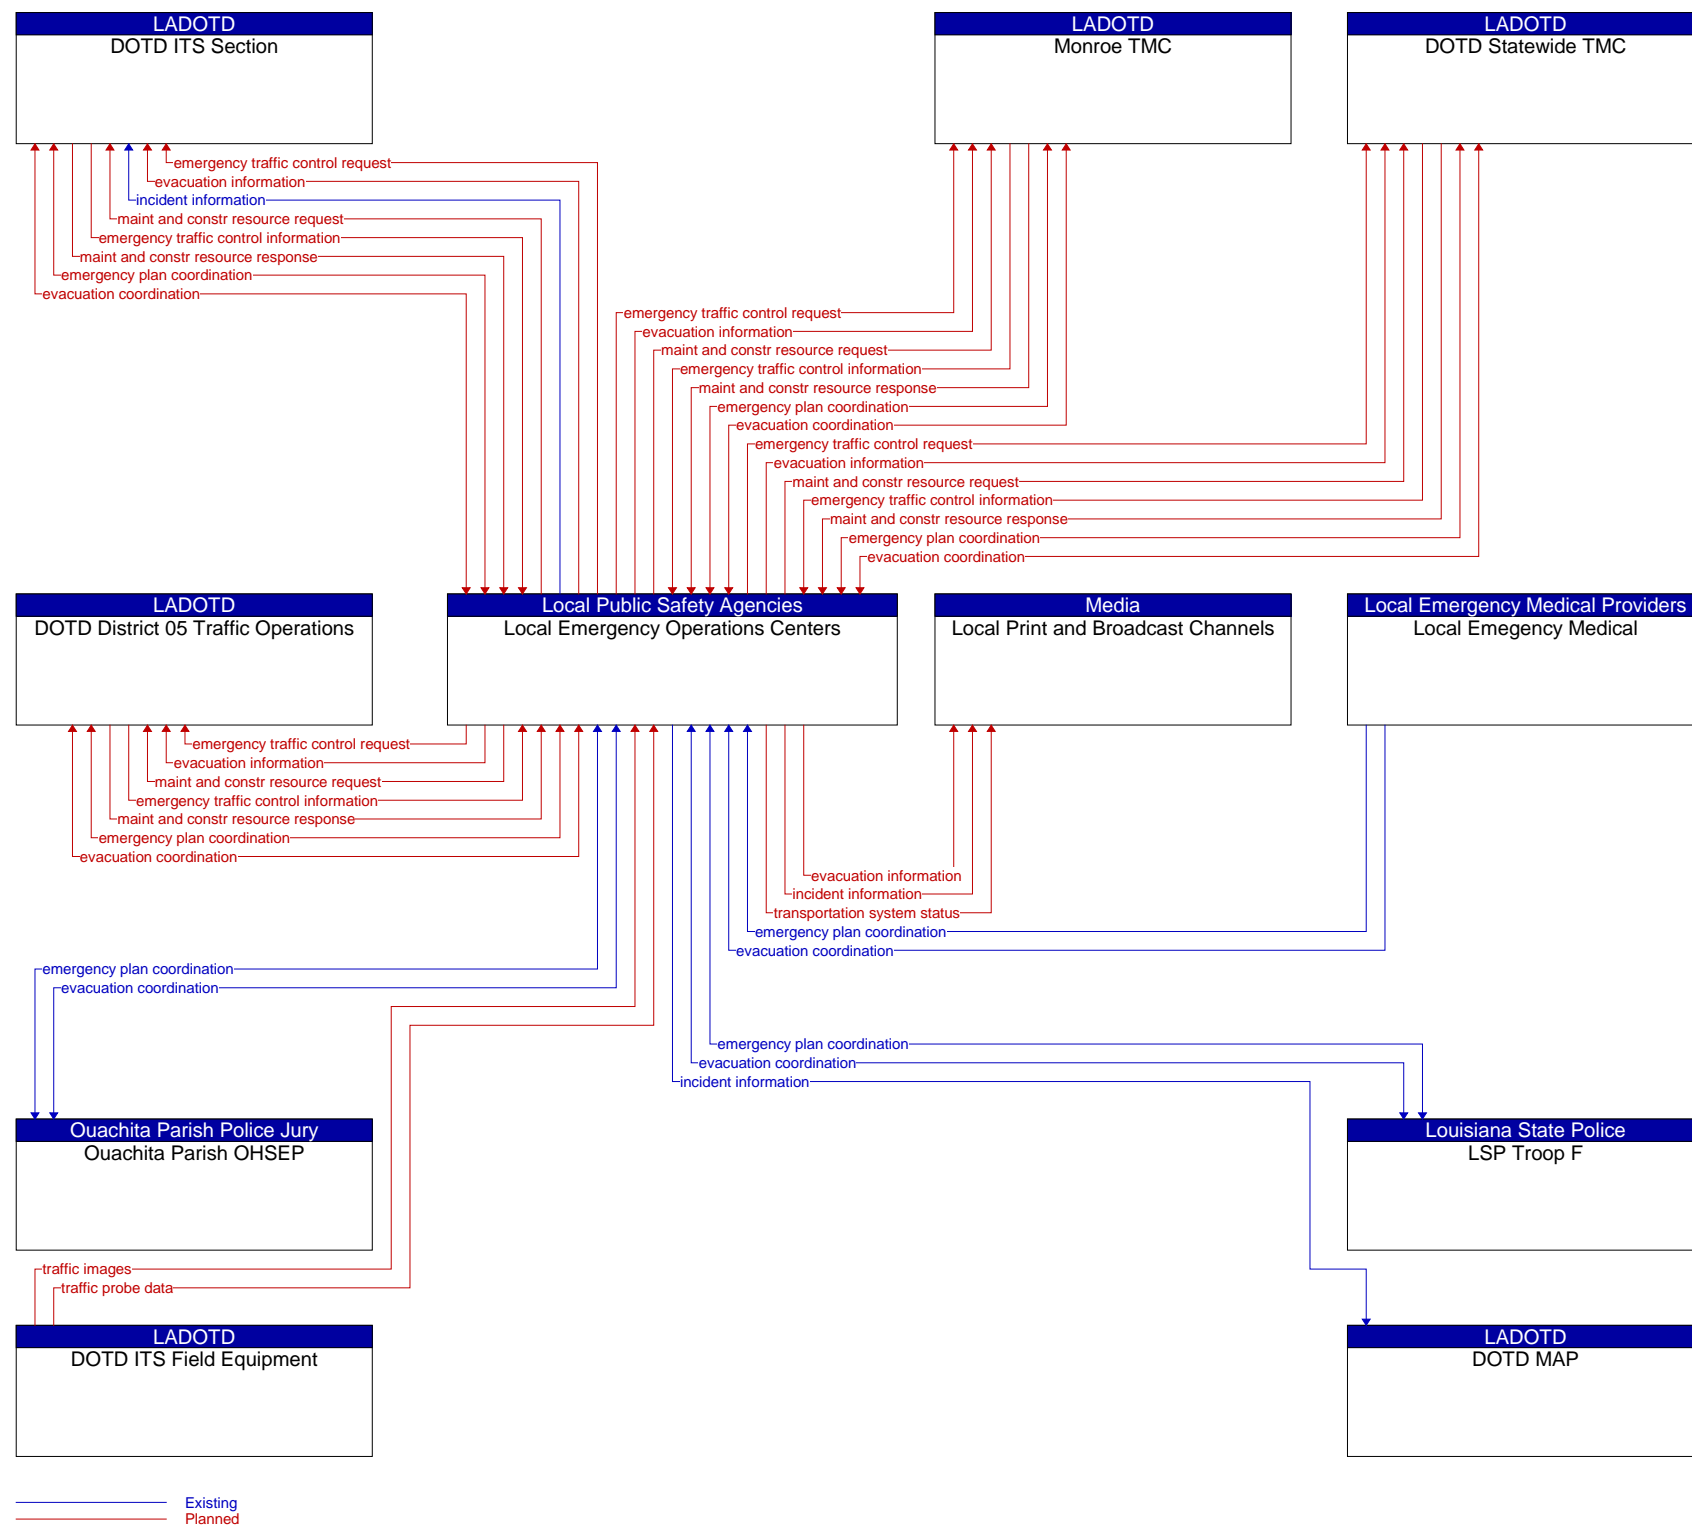 LADOTD
DOTD ITS Section
LADOTD
Monroe TMC
LADOTD
DOTD Statewide TMC
emergency traffic control request
evacuation information
incident information
maint and constr resource request
emergency traffic control information
maint and constr resource response
emergency plan coordination
evacuation coordination
emergency traffic control request
evacuation information
maint and constr resource request
emergency traffic control information
maint and constr resource response
emergency plan coordination
evacuation coordination
emergency traffic control request
evacuation information
maint and constr resource request
emergency traffic control information
maint and constr resource response
emergency plan coordination
evacuation coordination
LADOTD
DOTD District 05 Traffic Operations
Local Public Safety Agencies
Local Emergency Operations Centers
Media
Local Print and Broadcast Channels
Local Emergency Medical Providers
Local Emegency Medical
emergency traffic control request
evacuation information
maint and constr resource request
emergency traffic control information
maint and constr resource response
emergency plan coordination
evacuation coordination
evacuation information
incident information
transportation system status
emergency plan coordination
evacuation coordination
emergency plan coordination
evacuation coordination
emergency plan coordination
evacuation coordination
incident information
Ouachita Parish Police Jury
Ouachita Parish OHSEP
Louisiana State Police
LSP Troop F
traffic images
traffic probe data
LADOTD
DOTD ITS Field Equipment
LADOTD
DOTD MAP
Existing
Planned